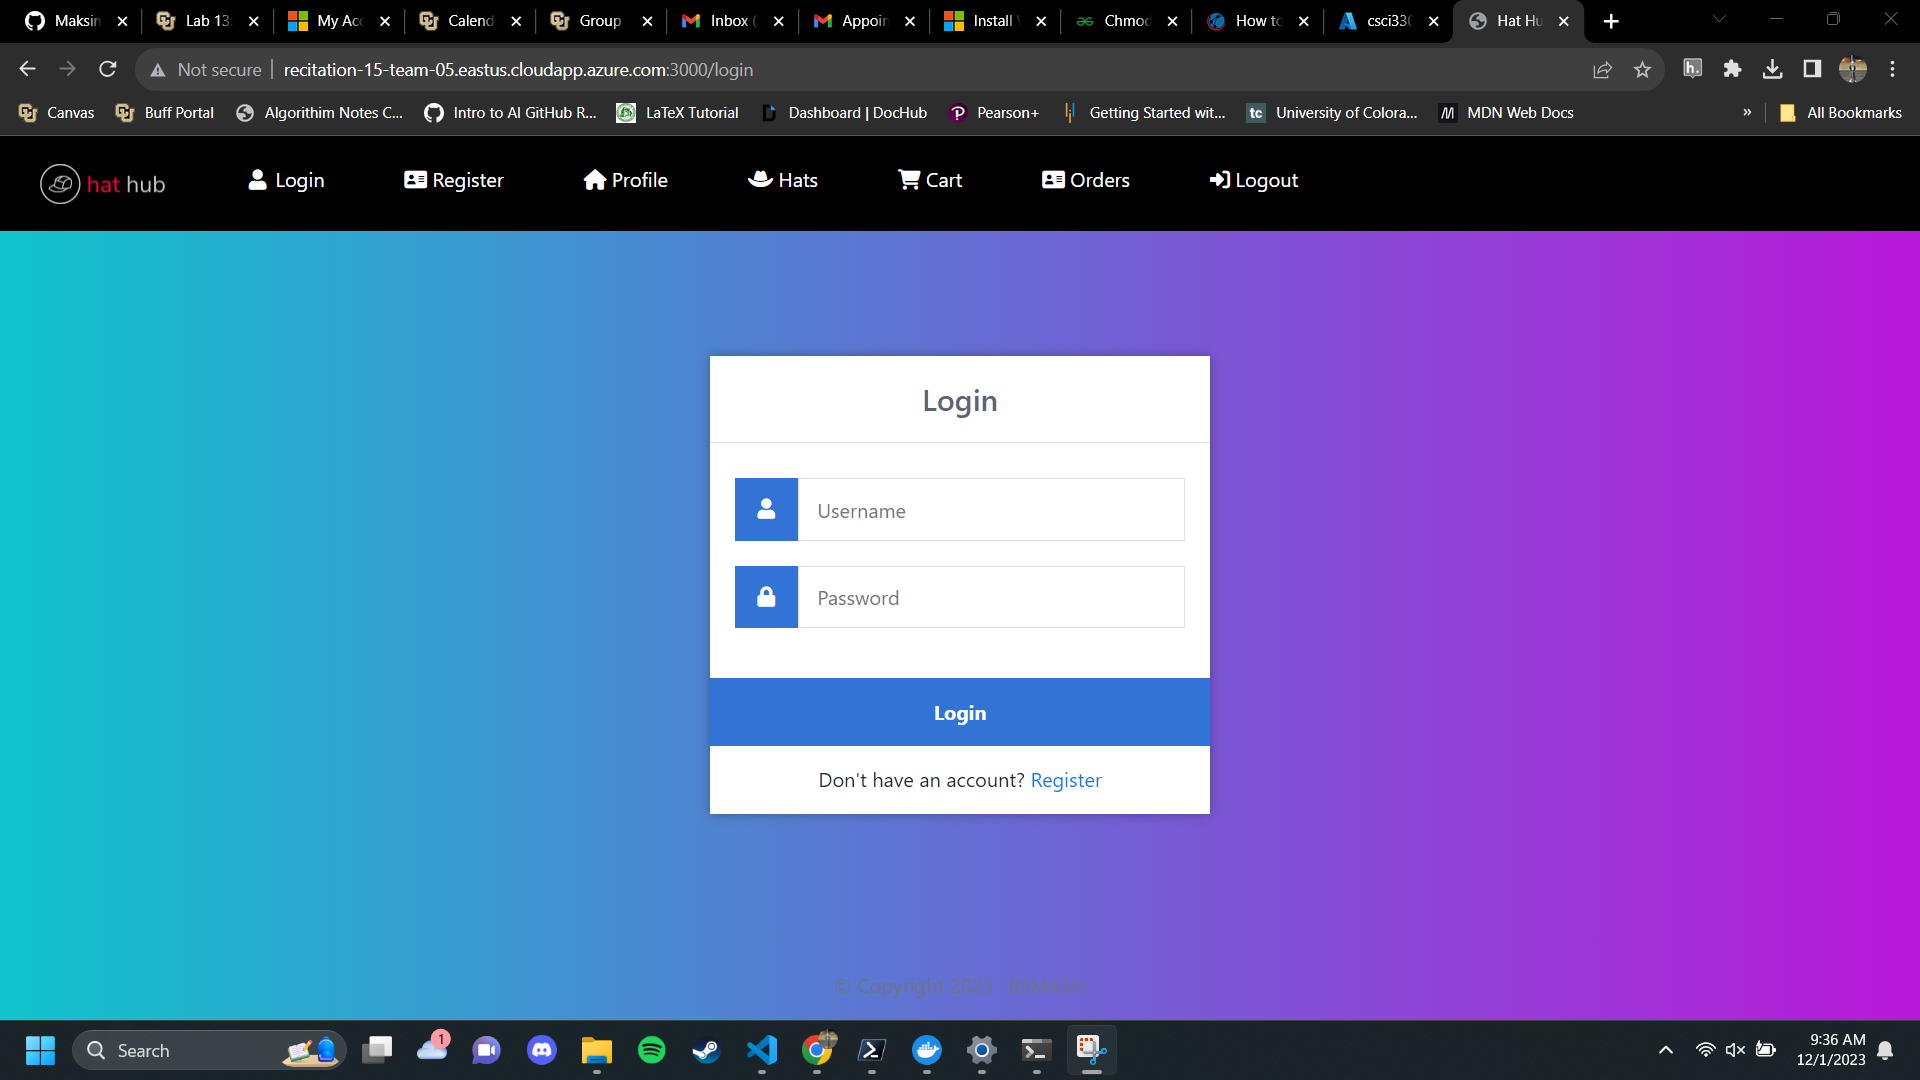 Maksin Lab 13: My Acc Calend Group Inbox ( Appoin Install Chmod How to csci330 Hat Hu
Not secure recitation-15-team-05.eastus.cloudapp.azure.com:3000/login
Canvas Buff Portal Algorithim Notes C... Intro to AI GitHub R... LaTeX Tutorial Dashboard | DocHub Pearson+ Getting Started wit... tc University of Colora... MDN Web Docs » All Bookmarks
hat hub Login Register Profile Hats Cart Orders Logout
Login
Username
Password
Login
Don't have an account? Register
© Copyright 2023
Search
1
9:36 AM
12/1/2023